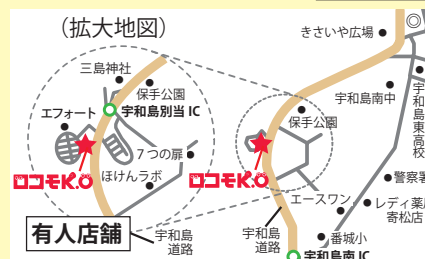 （拡大地図）
三島神社
保手公園
エフォート
宇和島別当 IC
7つの扉
ほけんラボ
ロコモK.O
有人店舗
宇和島
道路
きさいや広場
宇和島南中
宇和島東高校
保手公園
ロコモK.O
警察署
エースワン
レディ薬局
寄松店
宇和島
道路
番城小
宇和島南 IC